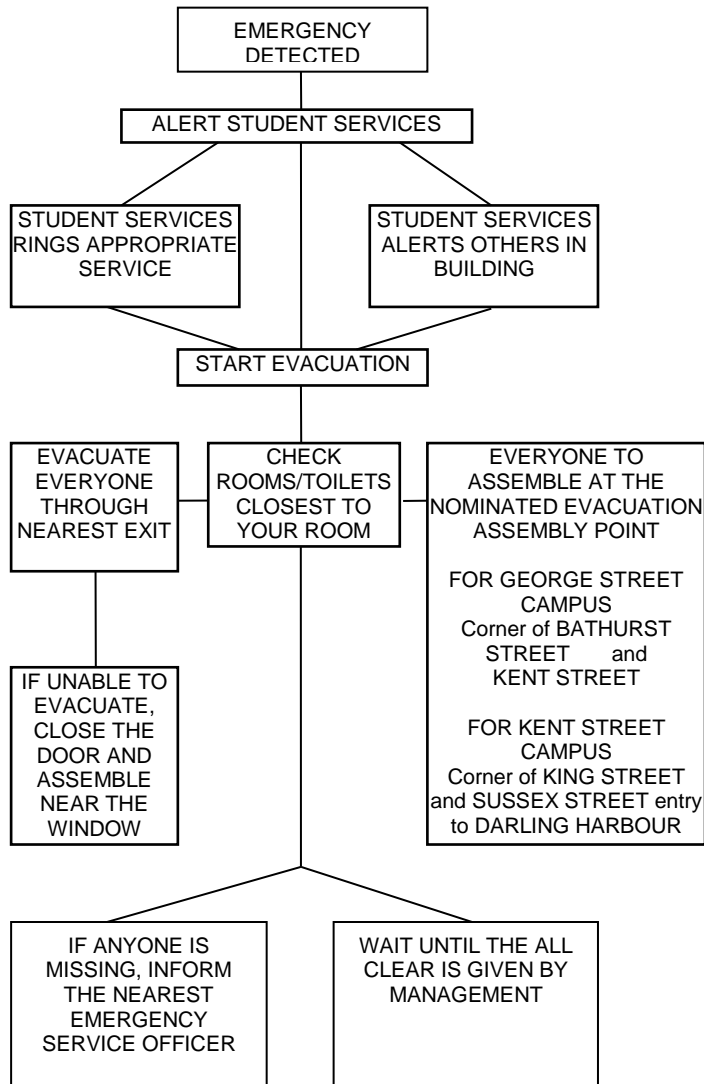 EMERGENCY
DETECTED
ALERT STUDENT SERVICES
STUDENT SERVICES
RINGS APPROPRIATE
SERVICE
STUDENT SERVICES
ALERTS OTHERS IN
BUILDING
START EVACUATION
EVACUATE
EVERYONE
THROUGH
NEAREST EXIT
CHECK
ROOMS/TOILETS
CLOSEST TO
YOUR ROOM
EVERYONE TO
ASSEMBLE AT THE
NOMINATED EVACUATION
ASSEMBLY POINT
FOR GEORGE STREET
CAMPUS
Corner of BATHURST
STREET and
KENT STREET
FOR KENT STREET
CAMPUS
Corner of KING STREET
and SUSSEX STREET entry
to DARLING HARBOUR
IF UNABLE TO
EVACUATE,
CLOSE THE
DOOR AND
ASSEMBLE
NEAR THE
WINDOW
IF ANYONE IS
MISSING, INFORM
THE NEAREST
EMERGENCY
SERVICE OFFICER
WAIT UNTIL THE ALL
CLEAR IS GIVEN BY
MANAGEMENT